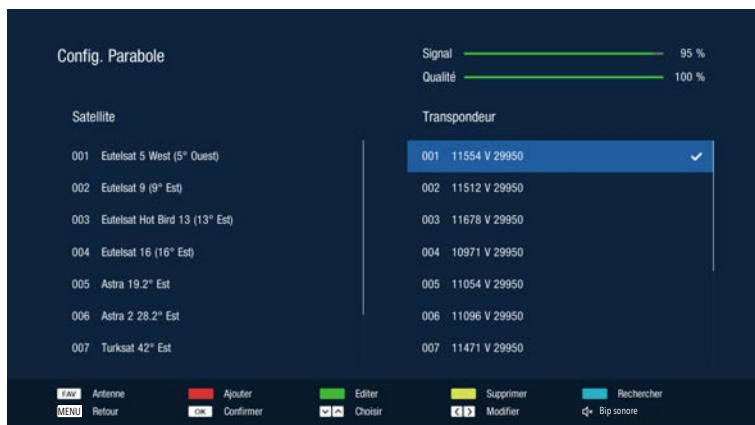 Config. Parabole
Signal 95 %
Qualité 100 %
Satellite
Transpondeur
001 Eutelsat 5 West (5° Ouest)
001 11554 V 29950
002 Eutelsat 9 (9° Est)
002 11512 V 29950
003 Eutelsat Hot Bird 13 (13° Est)
003 11678 V 29950
004 Eutelsat 16 (16° Est)
004 10971 V 29950
005 Astra 19.2° Est
005 11054 V 29950
006 Astra 2 28.2° Est
006 11096 V 29950
007 Turksat 42° Est
007 11471 V 29950
FAV Antenne Ajouter Editer Supprimer Rechercher
MENU Retour OK Confirmer Choisir Modifier Bip sonore